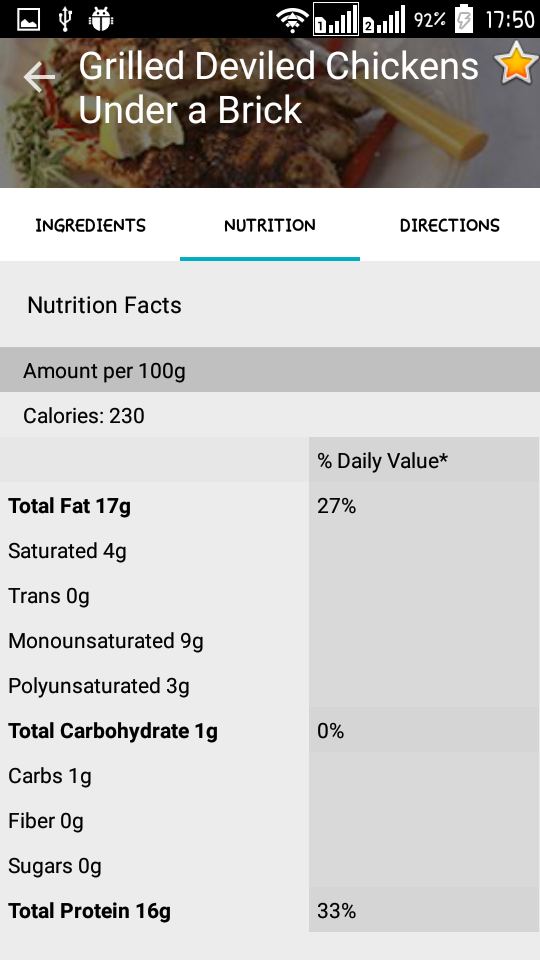 1 2 92% 17:50
Grilled Deviled Chickens
Under a Brick
INGREDIENTS NUTRITION DIRECTIONS
Nutrition Facts
Amount per 100g
Calories: 230
% Daily Value*
Total Fat 17g 27%
Saturated 4g
Trans 0g
Monounsaturated 9g
Polyunsaturated 3g
Total Carbohydrate 1g 0%
Carbs 1g
Fiber 0g
Sugars 0g
Total Protein 16g 33%